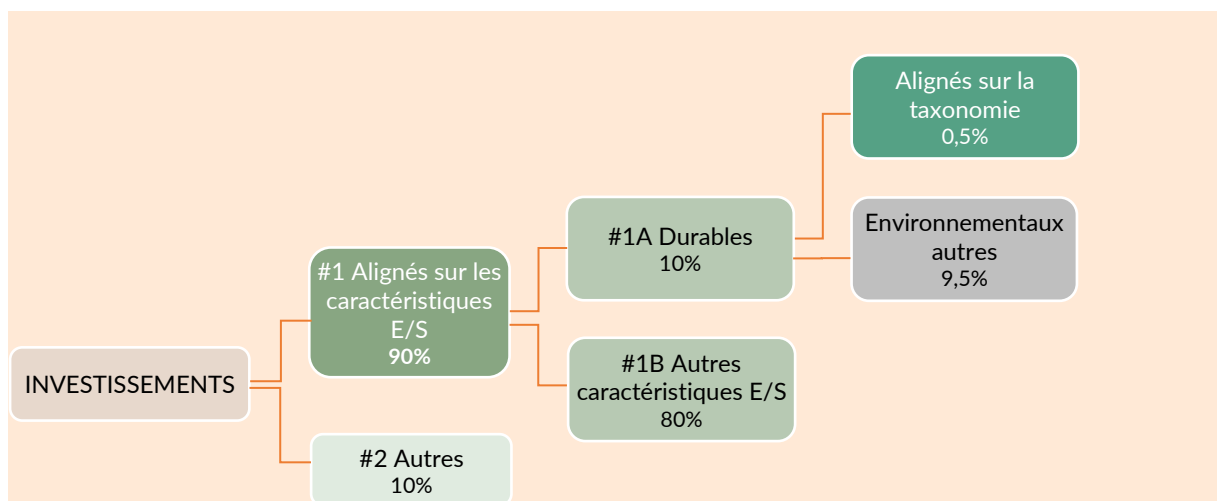 Alignés sur la
taxonomie
0,5%
Environnementaux
autres
9,5%
#1A Durables
10%
#1 Alignés sur les
caractéristiques
E/S
90%
#1B Autres
caractéristiques E/S
80%
INVESTISSEMENTS
#2 Autres
10%